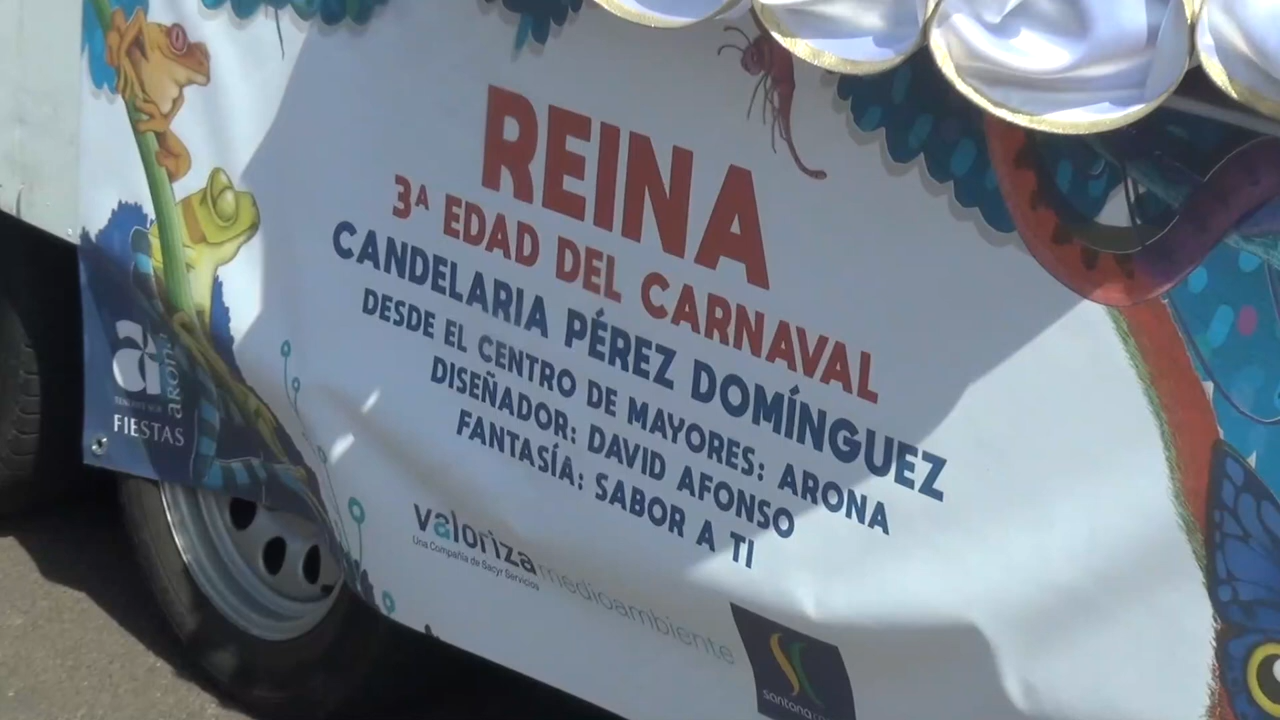 REINA
3ª EDAD DEL CARNAVAL
CANDELARIA PÉREZ DOMÍNGUEZ
DESDE EL CENTRO DE MAYORES: ARONA
DISEÑADOR: DAVID AFONSO
FANTASÍA: SABOR A TI
valoriza medioambiente
Una Compañía de Sacyr Servicios
santana
arona
FIESTAS